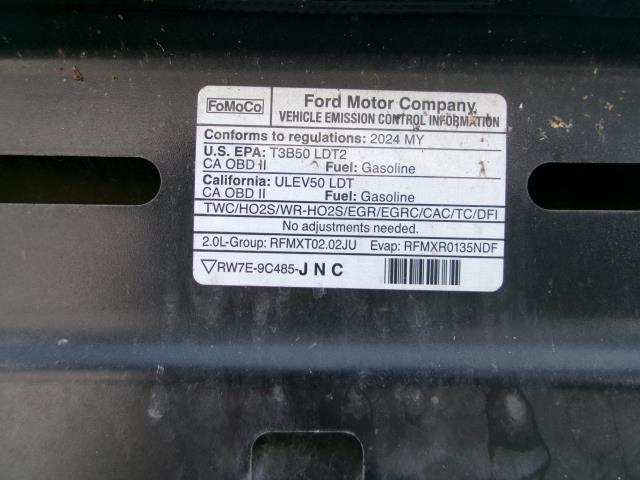 FoMoCo
Ford Motor Company
VEHICLE EMISSION CONTROL INFORMATION
Conforms to regulations: 2024 MY
U.S. EPA: T3B50 LDT2
CA OBD II Fuel: Gasoline
California: ULEV50 LDT
CA OBD II Fuel: Gasoline
TWC/HO2S/WR-HO2S/EGR/EGRC/CAC/TC/DFI
No adjustments needed.
2.0L-Group: RFMXT02.02JU Evap: RFMXR0135NDF
RW7E-9C485-J N C